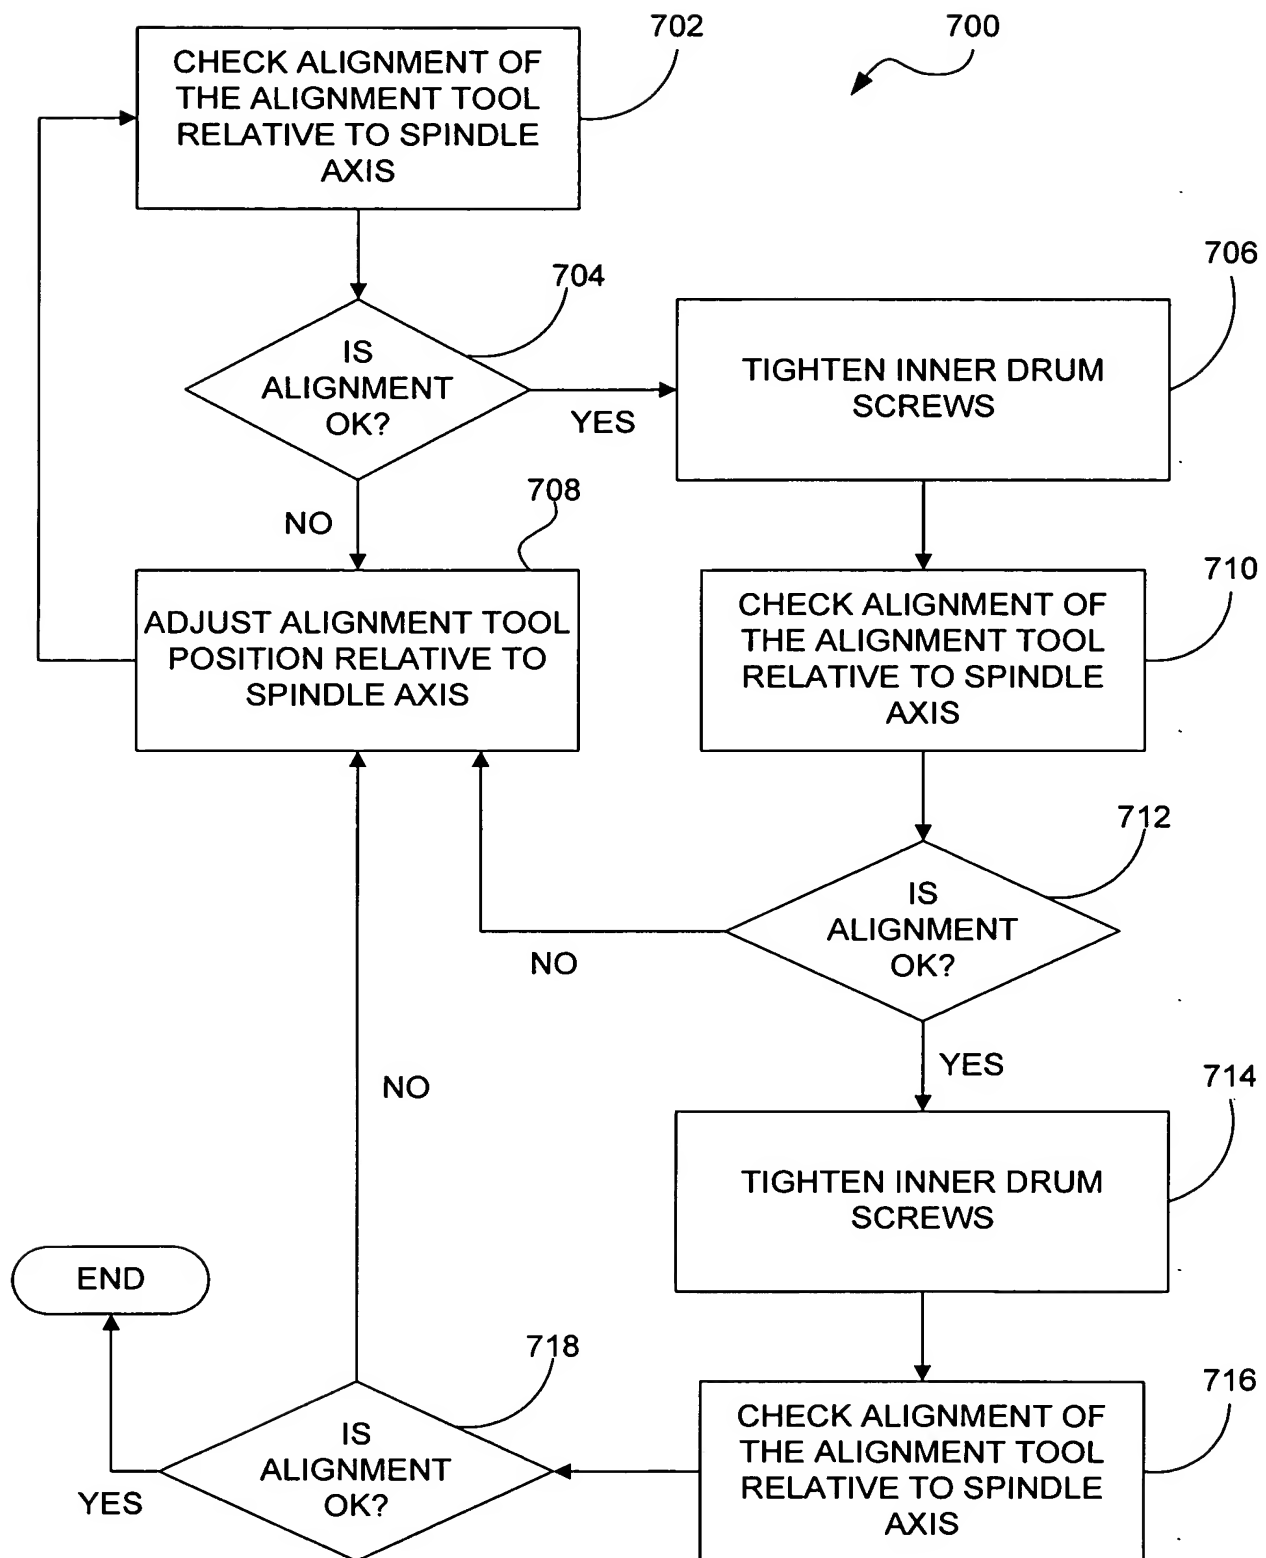 702
700
CHECK ALIGNMENT OF
THE ALIGNMENT TOOL
RELATIVE TO SPINDLE
AXIS
704
706
IS
ALIGNMENT
OK?
YES
TIGHTEN INNER DRUM
SCREWS
NO
708
710
ADJUST ALIGNMENT TOOL
POSITION RELATIVE TO
SPINDLE AXIS
CHECK ALIGNMENT OF
THE ALIGNMENT TOOL
RELATIVE TO SPINDLE
AXIS
712
IS
ALIGNMENT
OK?
NO
YES
NO
714
TIGHTEN INNER DRUM
SCREWS
END
718
716
IS
ALIGNMENT
OK?
YES
CHECK ALIGNMENT OF
THE ALIGNMENT TOOL
RELATIVE TO SPINDLE
AXIS